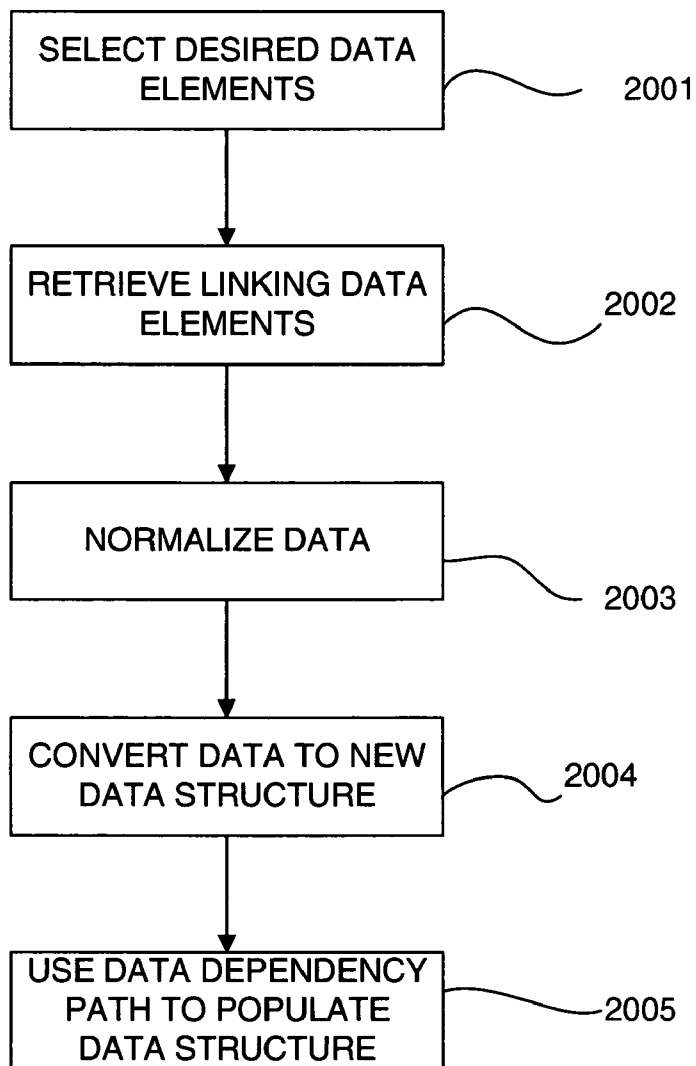 SELECT DESIRED DATA
ELEMENTS
2001
RETRIEVE LINKING DATA
ELEMENTS
2002
NORMALIZE DATA
2003
CONVERT DATA TO NEW
DATA STRUCTURE
2004
USE DATA DEPENDENCY
PATH TO POPULATE
DATA STRUCTURE
2005